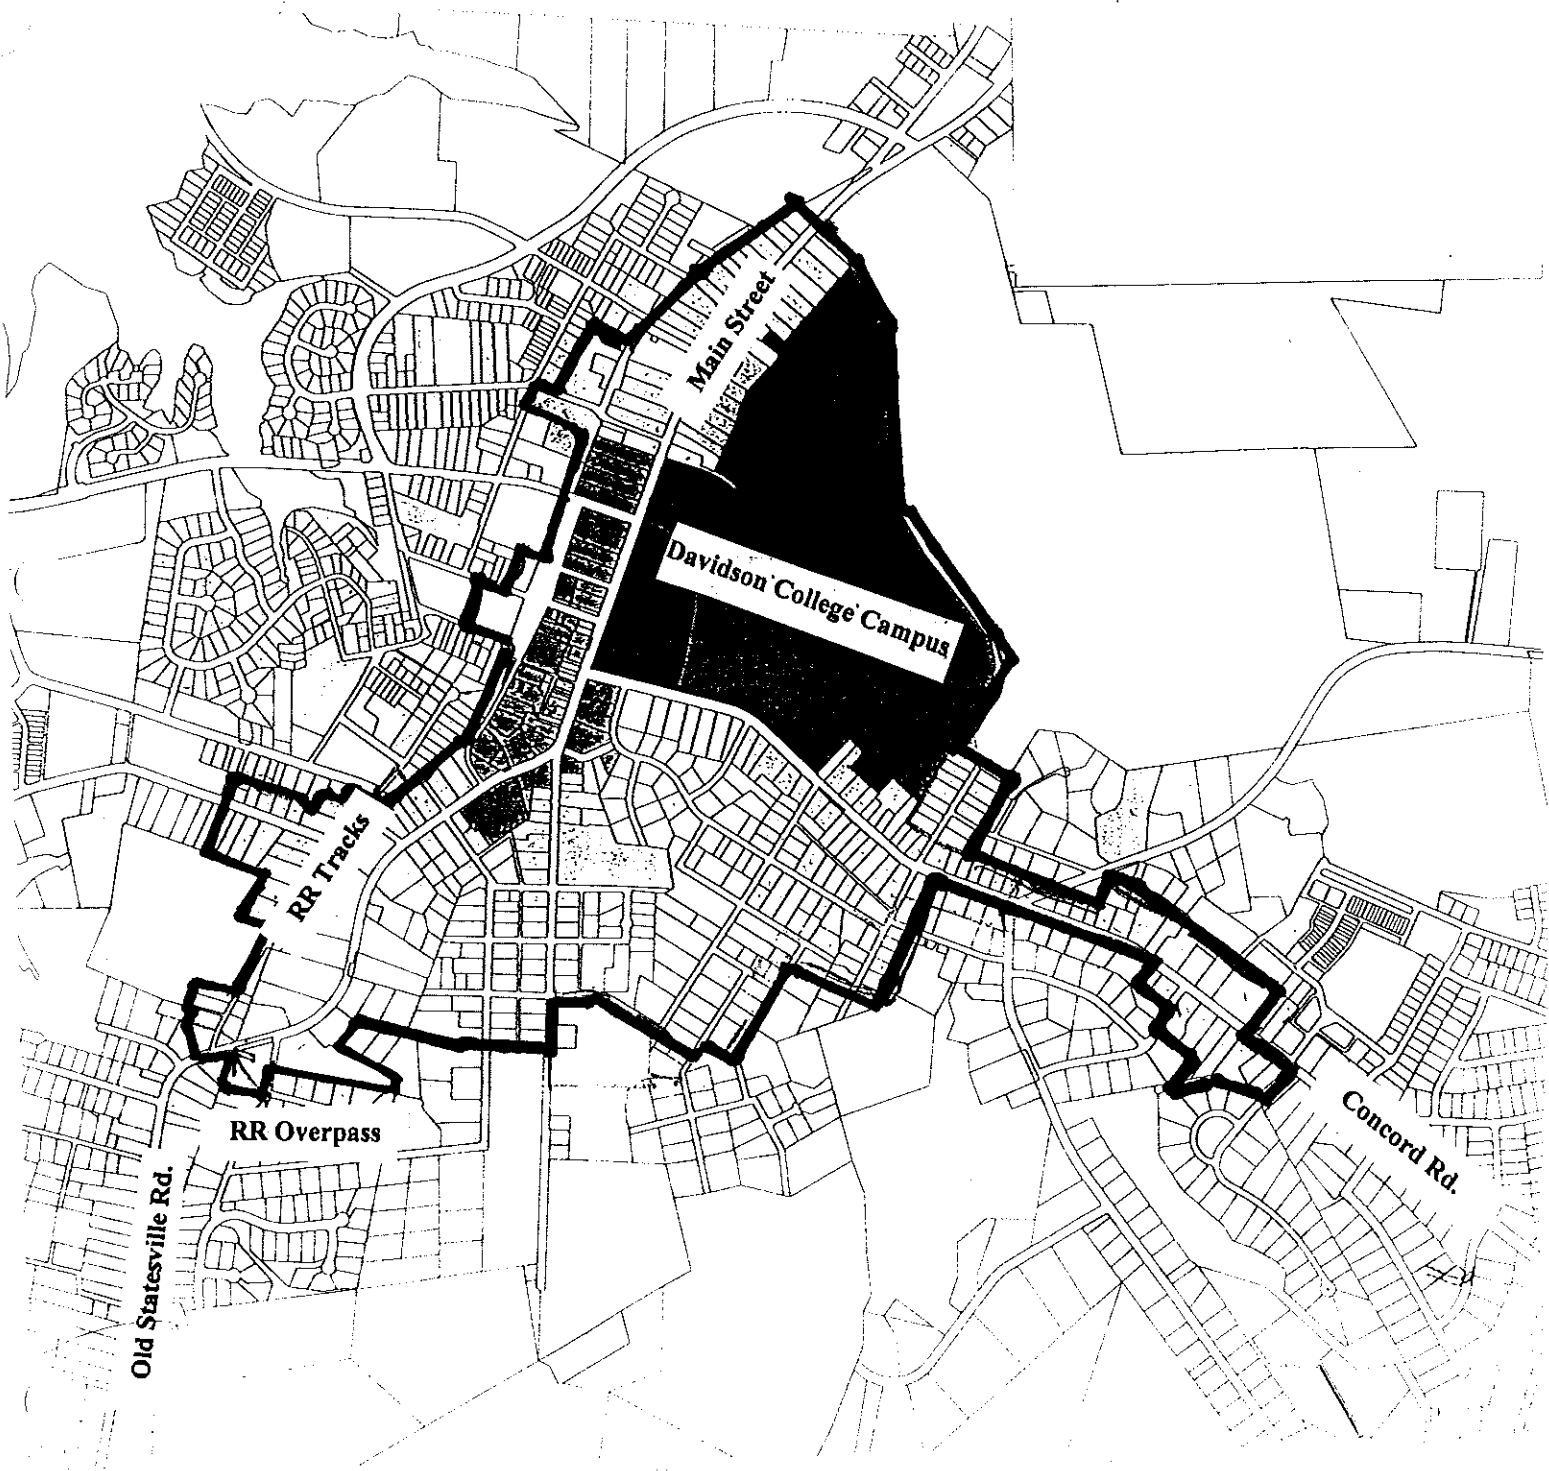 Main Street
Davidson College Campus
RR Tracks
RR Overpass
Concord Rd.
Old Statesville Rd.